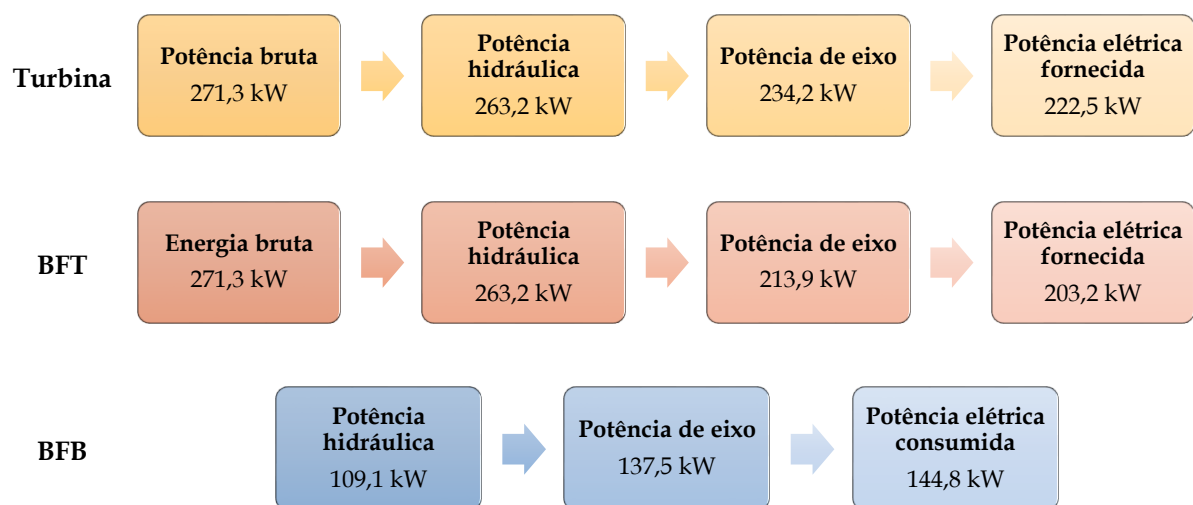 Turbina
Potência bruta
271,3 kW
Potência
hidráulica
263,2 kW
Potência de eixo
234,2 kW
Potência elétrica
fornecida
222,5 kW
BFT
Energia bruta
271,3 kW
Potência
hidráulica
263,2 kW
Potência de eixo
213,9 kW
Potência elétrica
fornecida
203,2 kW
BFB
Potência
hidráulica
109,1 kW
Potência de eixo
137,5 kW
Potência elétrica
consumida
144,8 kW